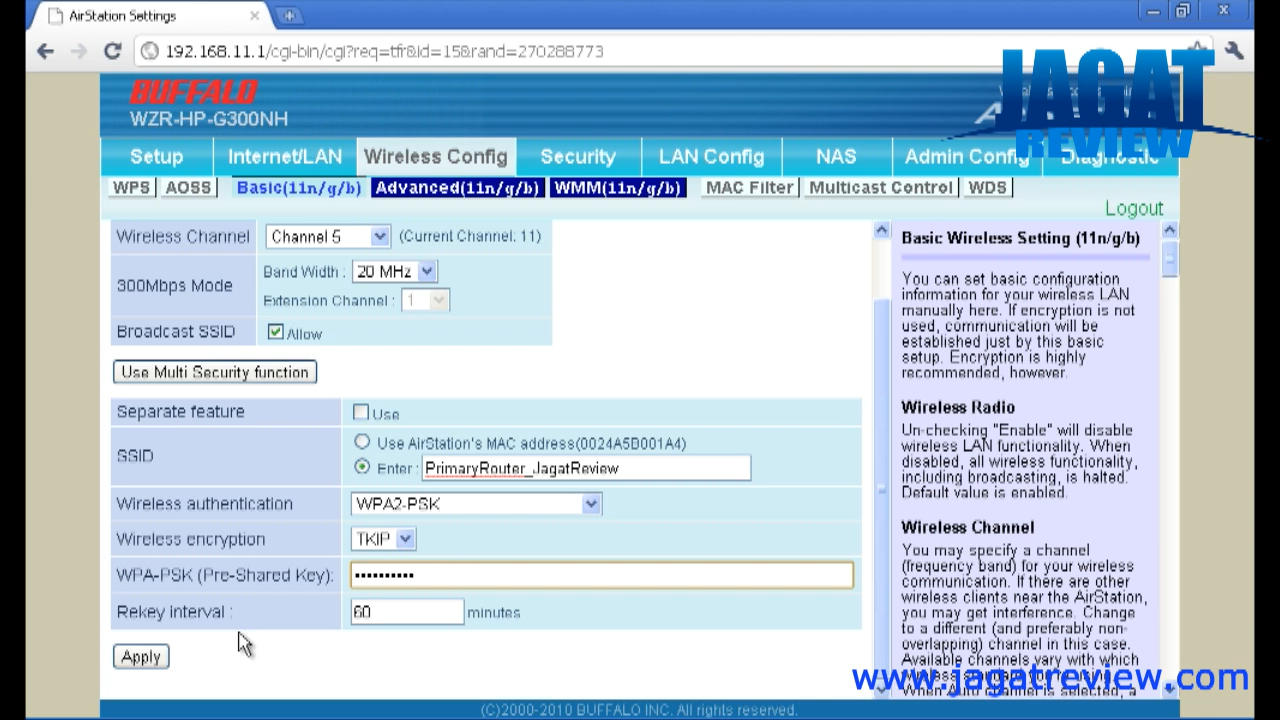 AirStation Settings
192.168.11.1/cgi-bin/cgi?req=tfr&id=15&rand=270288773
BUFFALO
WZR-HP-G300NH
JAGAT
REVIEW
Setup Internet/LAN Wireless Config Security LAN Config NAS Admin Config Diagnostic
WPS AOSS Basic(11n/g/b) Advanced(11n/g/b) WMM(11n/g/b) MAC Filter Multicast Control WDS
Logout
Wireless Channel Channel 5 (Current Channel: 11)
300Mbps Mode
Band Width : 20 MHz
Extension Channel : 1
Broadcast SSID Allow
Use Multi Security function
Separate feature Use
SSID
Use AirStation's MAC address(0024A5B001A4)
Enter : PrimaryRouter_JagatReview
Wireless authentication WPA2-PSK
Wireless encryption TKIP
WPA-PSK (Pre-Shared Key): ••••••••••
Rekey interval : 60 minutes
Apply
Basic Wireless Setting (11n/g/b)
You can set basic configuration
information for your wireless LAN
manually here. If encryption is not
used, communication will be
established just by this basic
setup. Encryption is highly
recommended, however.
Wireless Radio
Un-checking "Enable" will disable
wireless LAN functionality. When
disabled, all wireless functionality,
including broadcasting, is halted.
Default value is enabled.
Wireless Channel
You may specify a channel
(frequency band) for your wireless
communication. If there are other
wireless clients near the AirStation,
you may get interference. Change
to a different (and preferably non-
overlapping) channel in this case.
Available channels vary with which
www.jagatreview.com
(C)2000-2010 BUFFALO INC. All rights reserved.